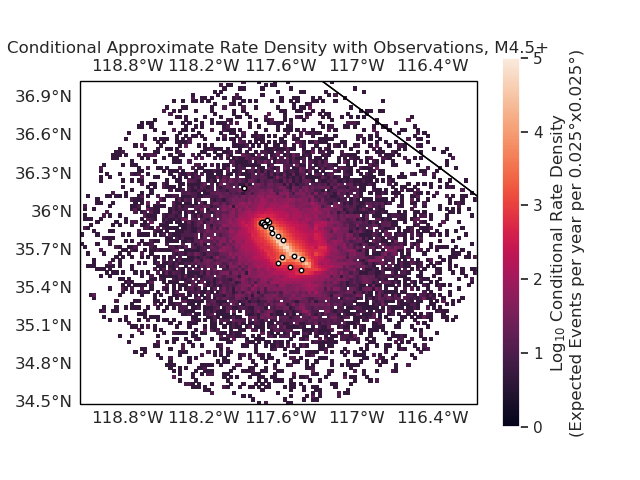 Conditional Approximate Rate Density with Observations, M4.5+
118.8°W 118.2°W 117.6°W 117°W 116.4°W
36.9°N
36.6°N
36.3°N
36°N
35.7°N
35.4°N
35.1°N
34.8°N
34.5°N
118.8°W 118.2°W 117.6°W 117°W 116.4°W
5
4
3
2
1
0
Log₁₀ Conditional Rate Density
(Expected Events per year per 0.025°x0.025°)